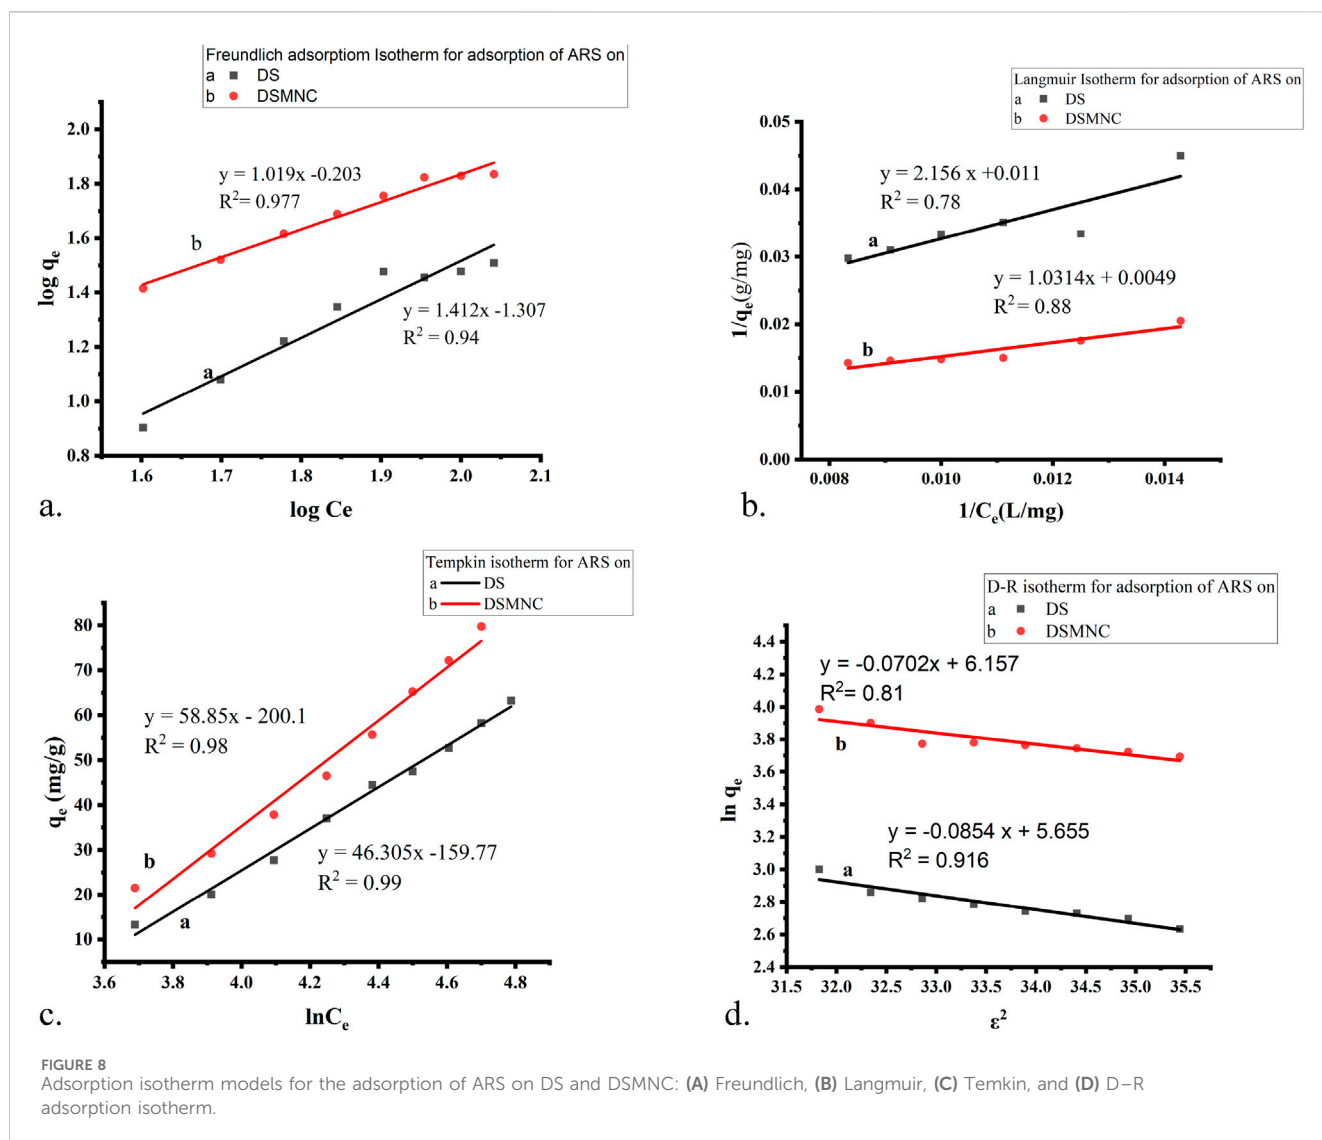 Freundlich adsorptiom Isotherm for adsorption of ARS on
a DS
b DSMNC
2.0
1.8
1.6
1.4
1.2
1.0
0.8
log qe
y = 1.019x -0.203
R2= 0.977
b
y = 1.412x -1.307
R2 = 0.94
a
1.6 1.7 1.8 1.9 2.0 2.1
log Ce
a.
Langmuir Isotherm for adsorption of ARS on
a DS
b DSMNC
0.05
0.04
0.03
0.02
0.01
0.00
1/qe(g/mg)
y = 2.156 x +0.011
R2 = 0.78
a
y = 1.0314x + 0.0049
R2 = 0.88
b
0.008 0.010 0.012 0.014
1/Ce(L/mg)
b.
Tempkin isotherm for ARS on
a DS
b DSMNC
80
70
60
50
40
30
20
10
qe (mg/g)
y = 58.85x - 200.1
R2 = 0.98
b
y = 46.305x -159.77
R2 = 0.99
a
3.6 3.8 4.0 4.2 4.4 4.6 4.8
lnCe
c.
D-R isotherm for adsorption of ARS on
a DS
b DSMNC
4.4
4.2
4.0
3.8
3.6
3.4
3.2
3.0
2.8
2.6
2.4
ln qe
y = -0.0702x + 6.157
R2= 0.81
b
y = -0.0854 x + 5.655
R2 = 0.916
a
31.5 32.0 32.5 33.0 33.5 34.0 34.5 35.0 35.5
ε2
d.
FIGURE 8
Adsorption isotherm models for the adsorption of ARS on DS and DSMNC: (A) Freundlich, (B) Langmuir, (C) Temkin, and (D) D–R
adsorption isotherm.